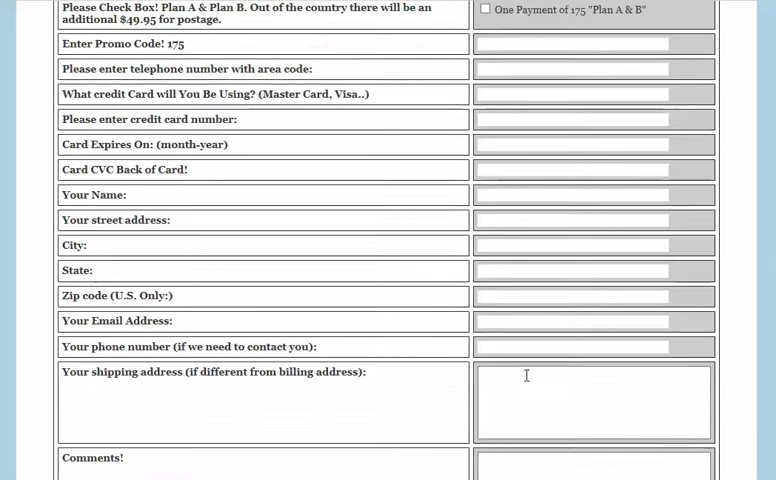 Please Check Box! Plan A & Plan B. Out of the country there will be an
additional $49.95 for postage.
One Payment of 175 "Plan A & B"
Enter Promo Code! 175
Please enter telephone number with area code:
What credit Card will You Be Using? (Master Card, Visa..)
Please enter credit card number:
Card Expires On: (month-year)
Card CVC Back of Card!
Your Name:
Your street address:
City:
State:
Zip code (U.S. Only:)
Your Email Address:
Your phone number (if we need to contact you):
Your shipping address (if different from billing address):
Comments!